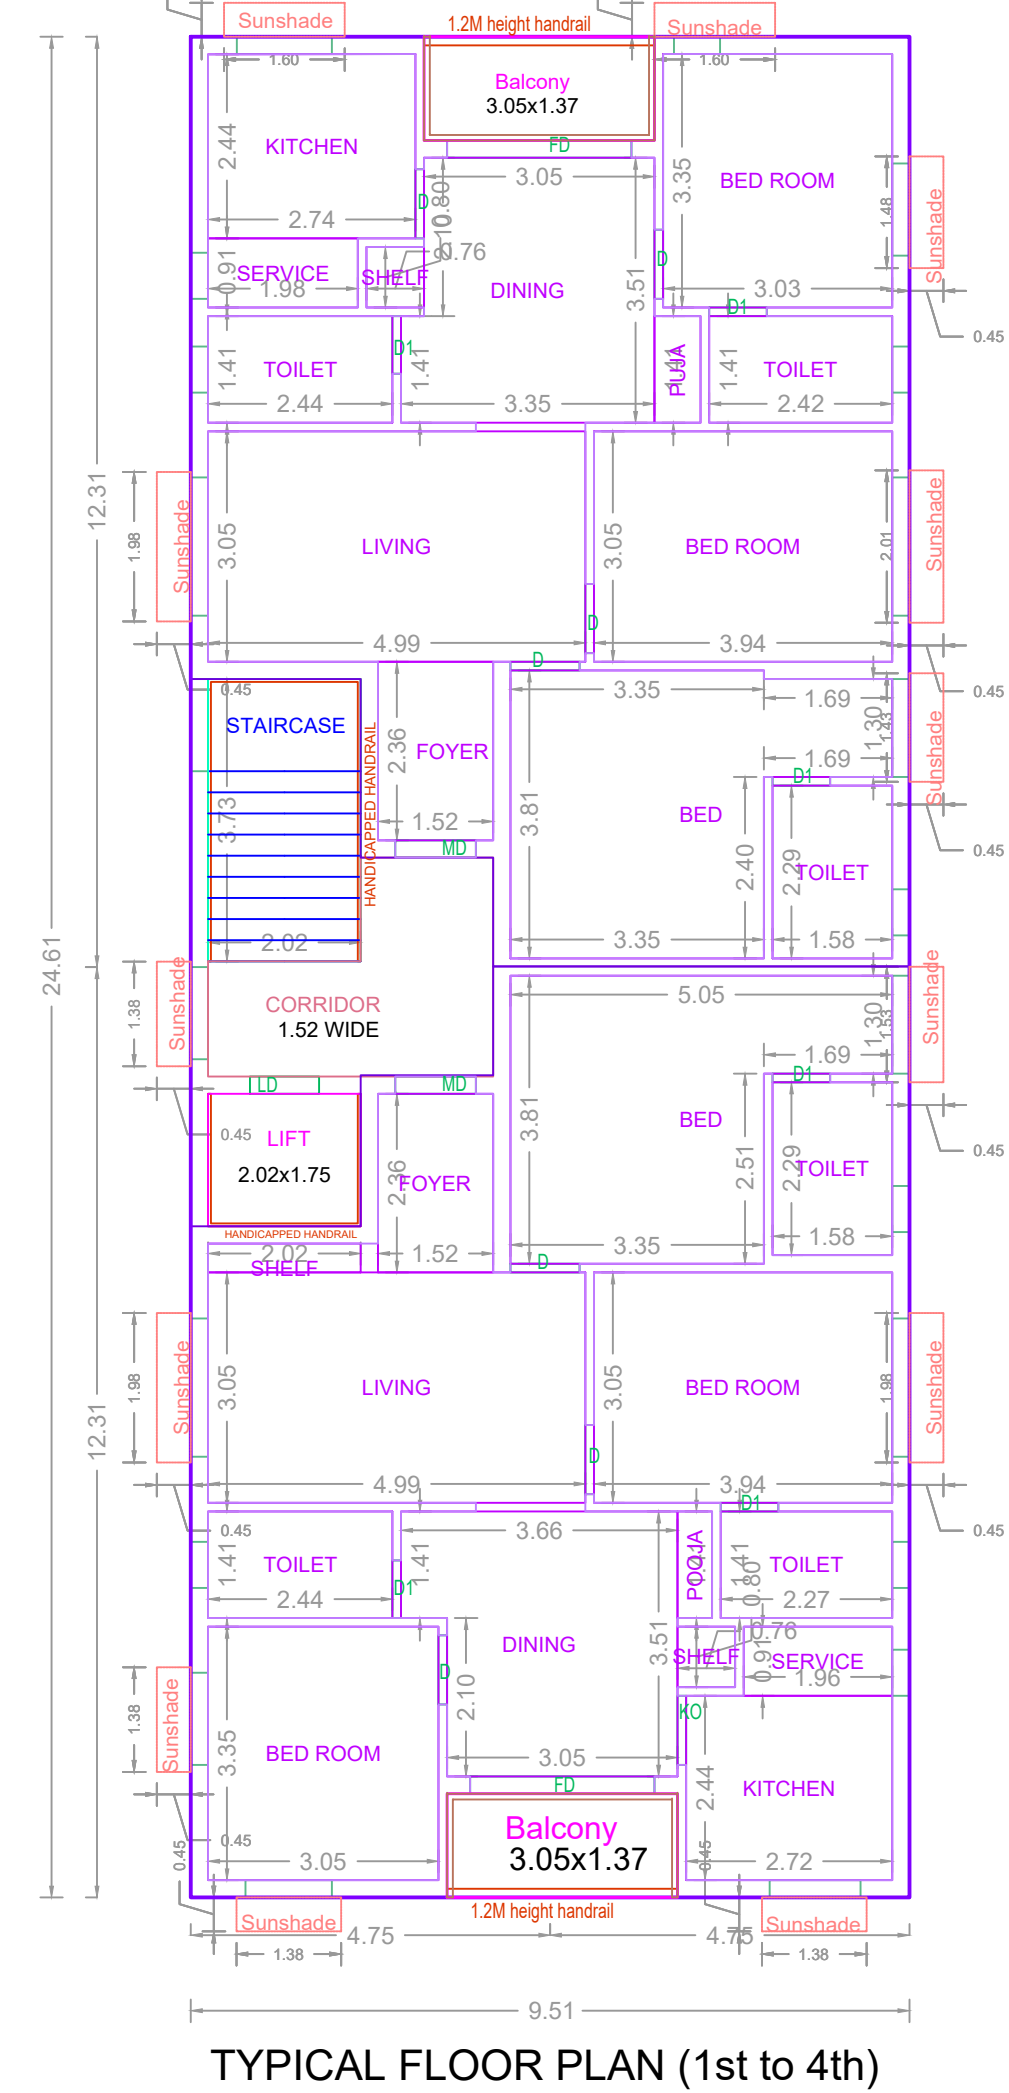 Sunshade
1.2M height handrail
Sunshade
1.60
1.60
Balcony
3.05x1.37
FD
KITCHEN
2.44
2.74
D
0.80
3.05
3.35
BED ROOM
1.48
Sunshade
0.91
SERVICE
1.98
SHELF
0.76
2.10
DINING
3.51
D
3.03
D1
0.45
1.41
TOILET
2.44
D1
1.41
3.35
PUJA
1.41
1.41
TOILET
2.42
24.61
12.31
1.98
Sunshade
3.05
LIVING
4.99
3.05
BED ROOM
3.94
D
2.01
Sunshade
0.45
0.45
STAIRCASE
3.73
2.02
HANDICAPPED HANDRAIL
2.36
FOYER
1.52
MD
D
3.35
1.69
1.30
1.43
Sunshade
1.69
D1
3.81
BED
2.40
2.29
TOILET
3.35
1.58
0.45
1.38
Sunshade
CORRIDOR
1.52 WIDE
5.05
1.30
1.53
Sunshade
1.69
D1
LD
MD
0.45
LIFT
2.02x1.75
HANDICAPPED HANDRAIL
2.02
SHELF
2.36
FOYER
1.52
3.81
BED
2.51
2.29
TOILET
1.58
3.35
D
0.45
12.31
1.98
Sunshade
3.05
LIVING
4.99
3.05
BED ROOM
3.94
D
1.98
Sunshade
0.45
0.45
D1
1.41
TOILET
2.44
D1
1.41
3.66
POOJA
1.41
1.41
TOILET
2.27
0.80
DINING
3.51
D
2.10
3.05
FD
SHELF
0.76
0.91
SERVICE
1.96
KO
1.38
Sunshade
3.35
BED ROOM
3.05
2.44
KITCHEN
2.72
0.45
0.45
0.45
Balcony
3.05x1.37
1.2M height handrail
Sunshade
Sunshade
4.75
4.75
1.38
1.38
9.51
TYPICAL FLOOR PLAN (1st to 4th)